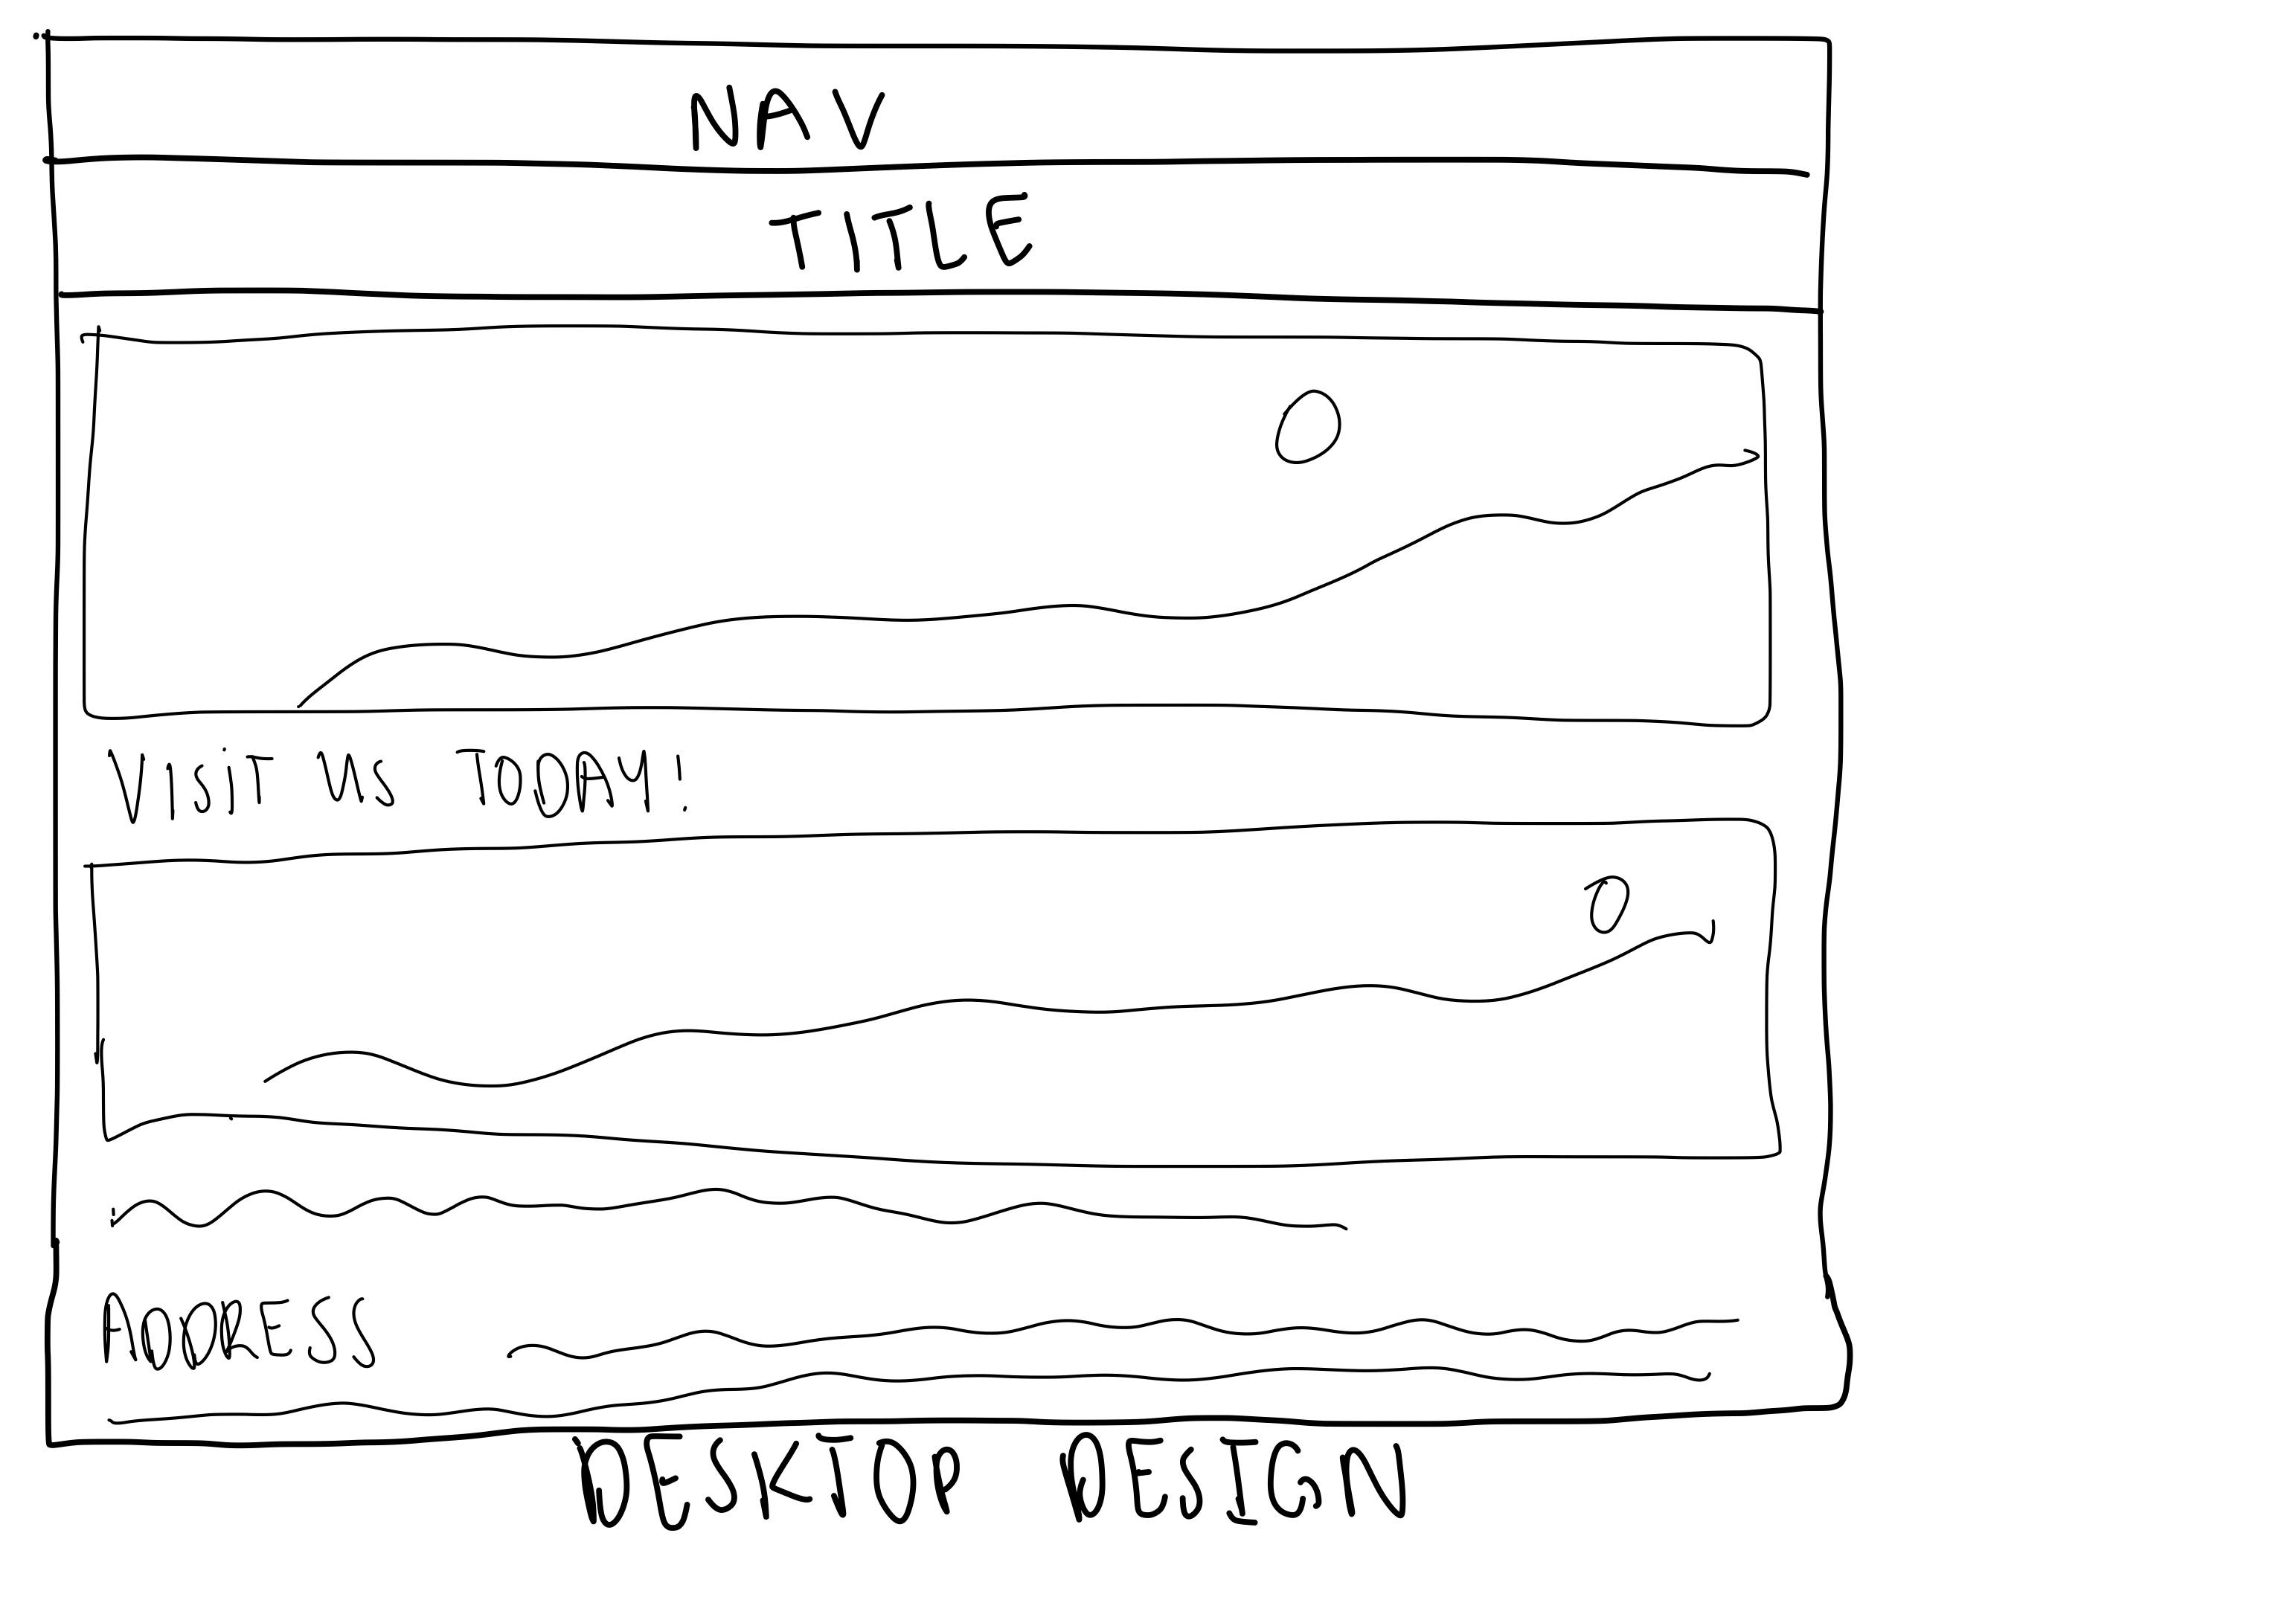 NAV
TITLE
VISIT US TODAY!
ADDRESS
DESKTOP DESIGN